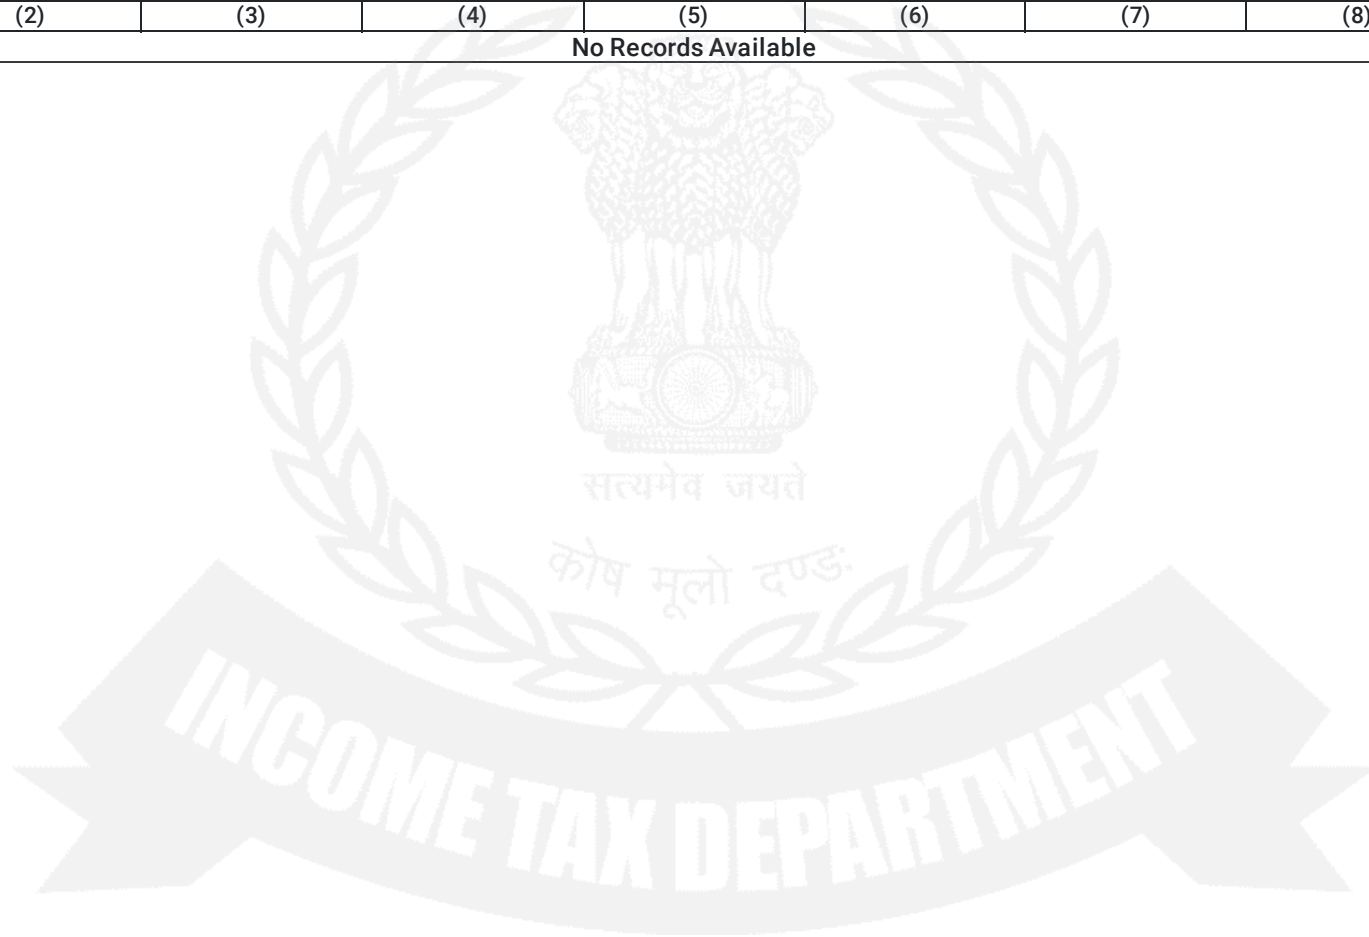 (2) (3) (4) (5) (6) (7) (8)
No Records Available
सत्यमेव जयते
कोष मूलो दण्डः
INCOME TAX DEPARTMENT